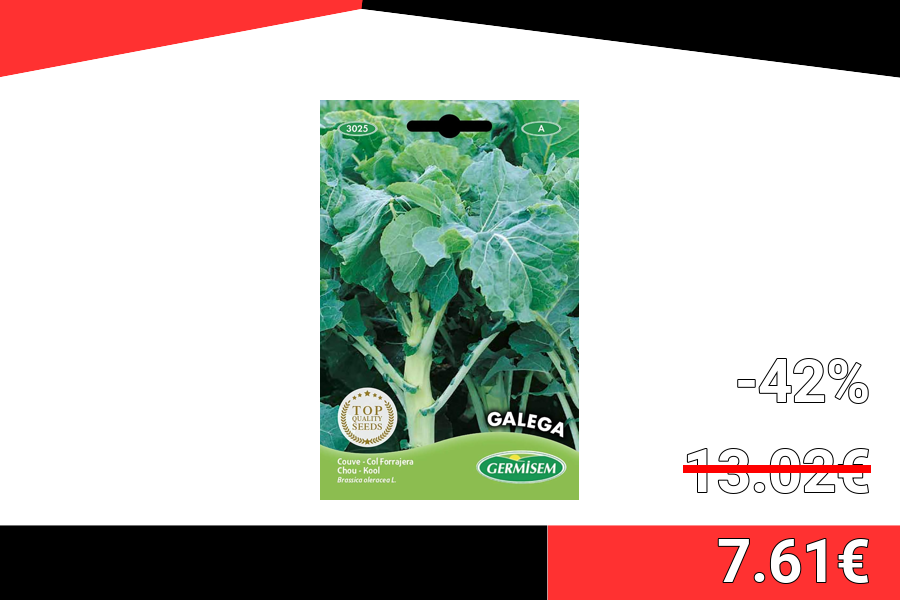 3025
A
TOP
QUALITY
SEEDS
GALEGA
GERMISEM
Couve - Col Forrajera
Chou - Kool
Brassica oleracea L.
-42%
13.02€
7.61€